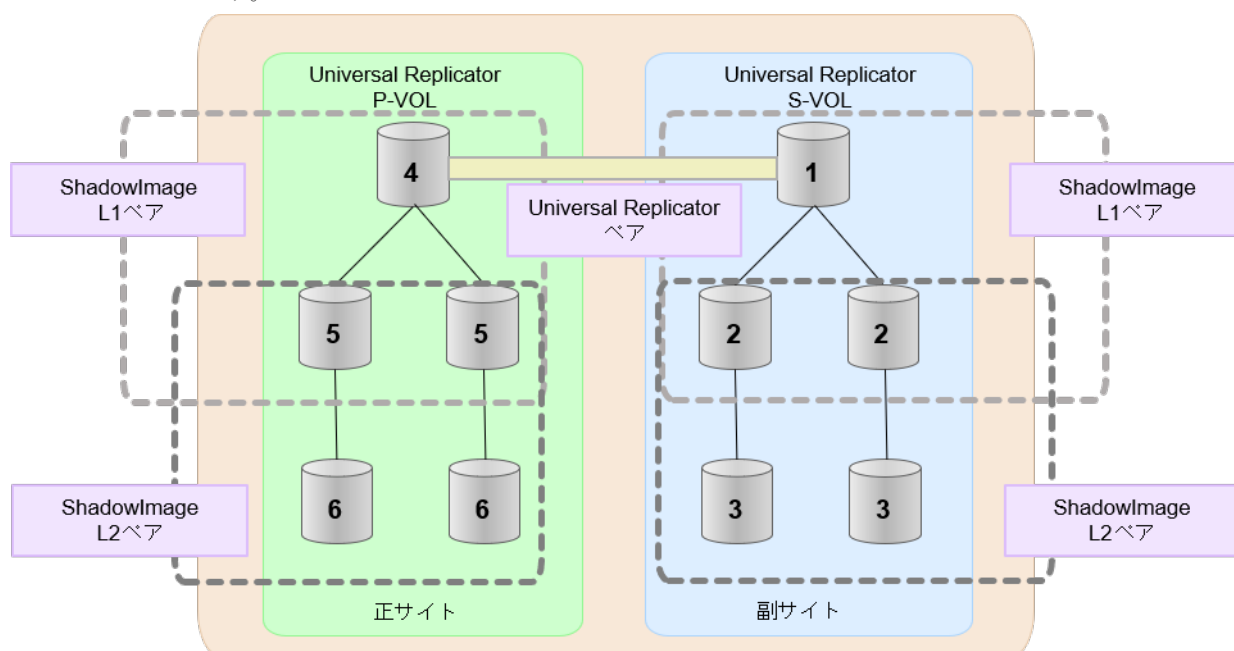 Universal Replicator
P-VOL
Universal Replicator
S-VOL
4
1
ShadowImage
L1ペア
Universal Replicator
ペア
ShadowImage
L1ペア
5
5
2
2
6
6
3
3
ShadowImage
L2ペア
ShadowImage
L2ペア
正サイト
副サイト